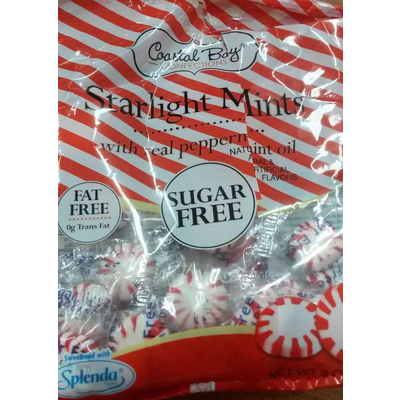 Coastal Bay
CONFECTIONS
Starlight Mints
with real peppermint oil
NATURAL &
ARTIFICIAL
FLAVORS
FAT
FREE
0g Trans Fat
SUGAR
FREE
Sweetened with
Splenda
NET WT 3